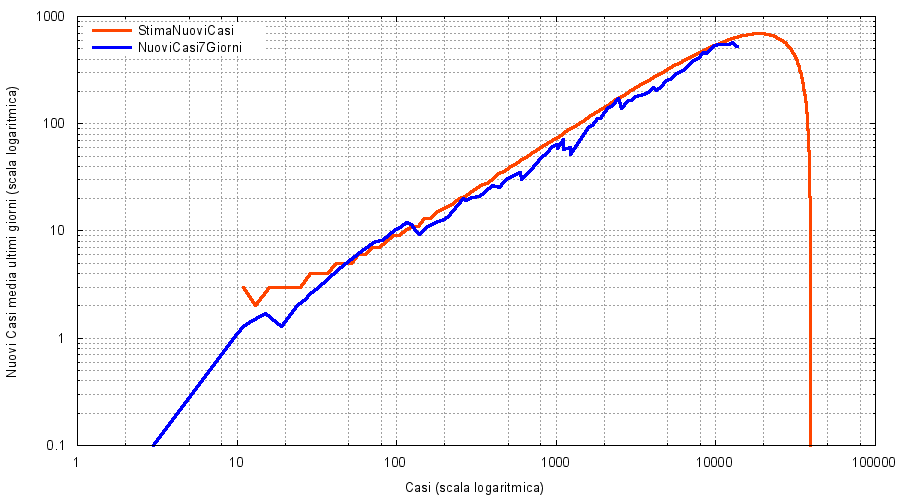 1000
100
10
1
0.1
StimaNuoviCasi
NuoviCasi7Giorni
Nuovi Casi media ultimi giorni (scala logaritmica)
1 10 100 1000 10000 100000
Casi (scala logaritmica)